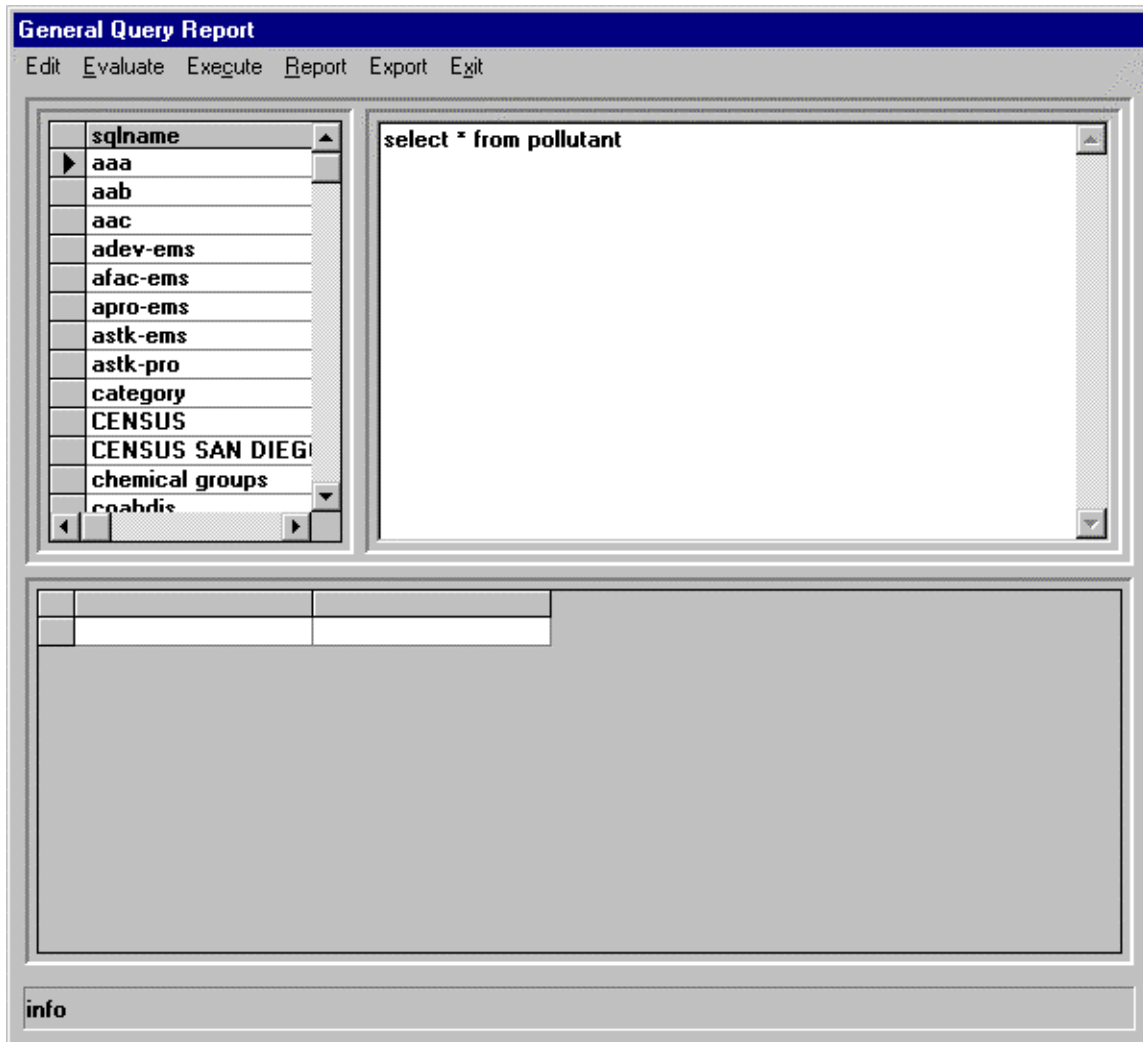 General Query Report
Edit Evaluate Execute Report Export Exit
sqlname
aaa
aab
aac
adev-ems
afac-ems
apro-ems
astk-ems
astk-pro
category
CENSUS
CENSUS SAN DIEG
chemical groups
coabdis
select * from pollutant
info